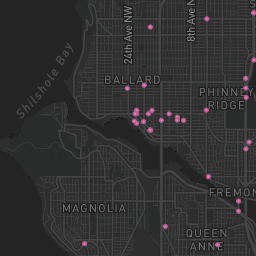 24th Ave NW
8th Ave N
Shilshole Bay
BALLARD
PHINNEY
RIDGE
FREMON
MAGNOLIA
QUEEN
ANNE